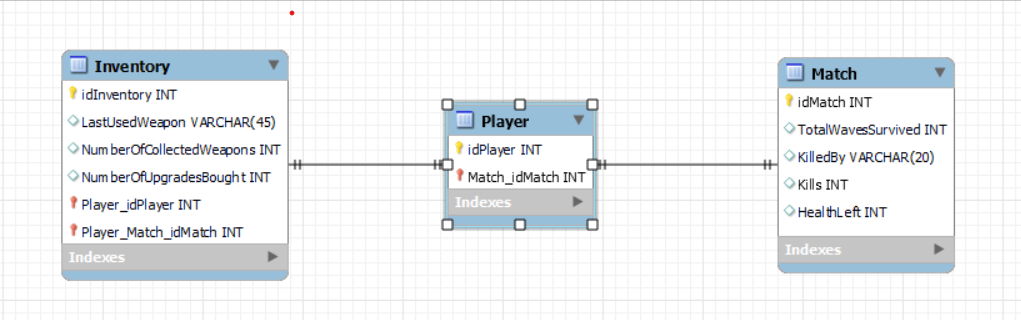 Inventory
idInventory INT
LastUsedWeapon VARCHAR(45)
NumberOfCollectedWeapons INT
NumberOfUpgradesBought INT
Player_idPlayer INT
Player_Match_idMatch INT
Indexes
Player
idPlayer INT
Match_idMatch INT
Indexes
Match
idMatch INT
TotalWavesSurvived INT
KilledBy VARCHAR(20)
Kills INT
HealthLeft INT
Indexes